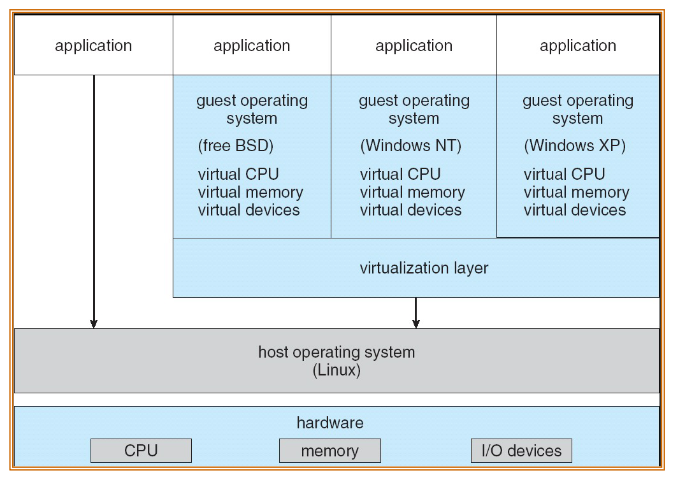 application
application
application
application
guest operating
system
(free BSD)
virtual CPU
virtual memory
virtual devices
guest operating
system
(Windows NT)
virtual CPU
virtual memory
virtual devices
guest operating
system
(Windows XP)
virtual CPU
virtual memory
virtual devices
virtualization layer
host operating system
(Linux)
hardware
CPU
memory
I/O devices